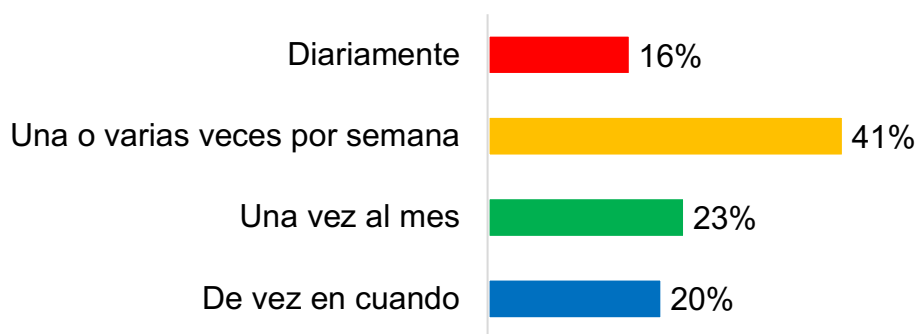 Diariamente 16%
Una o varias veces por semana 41%
Una vez al mes 23%
De vez en cuando 20%